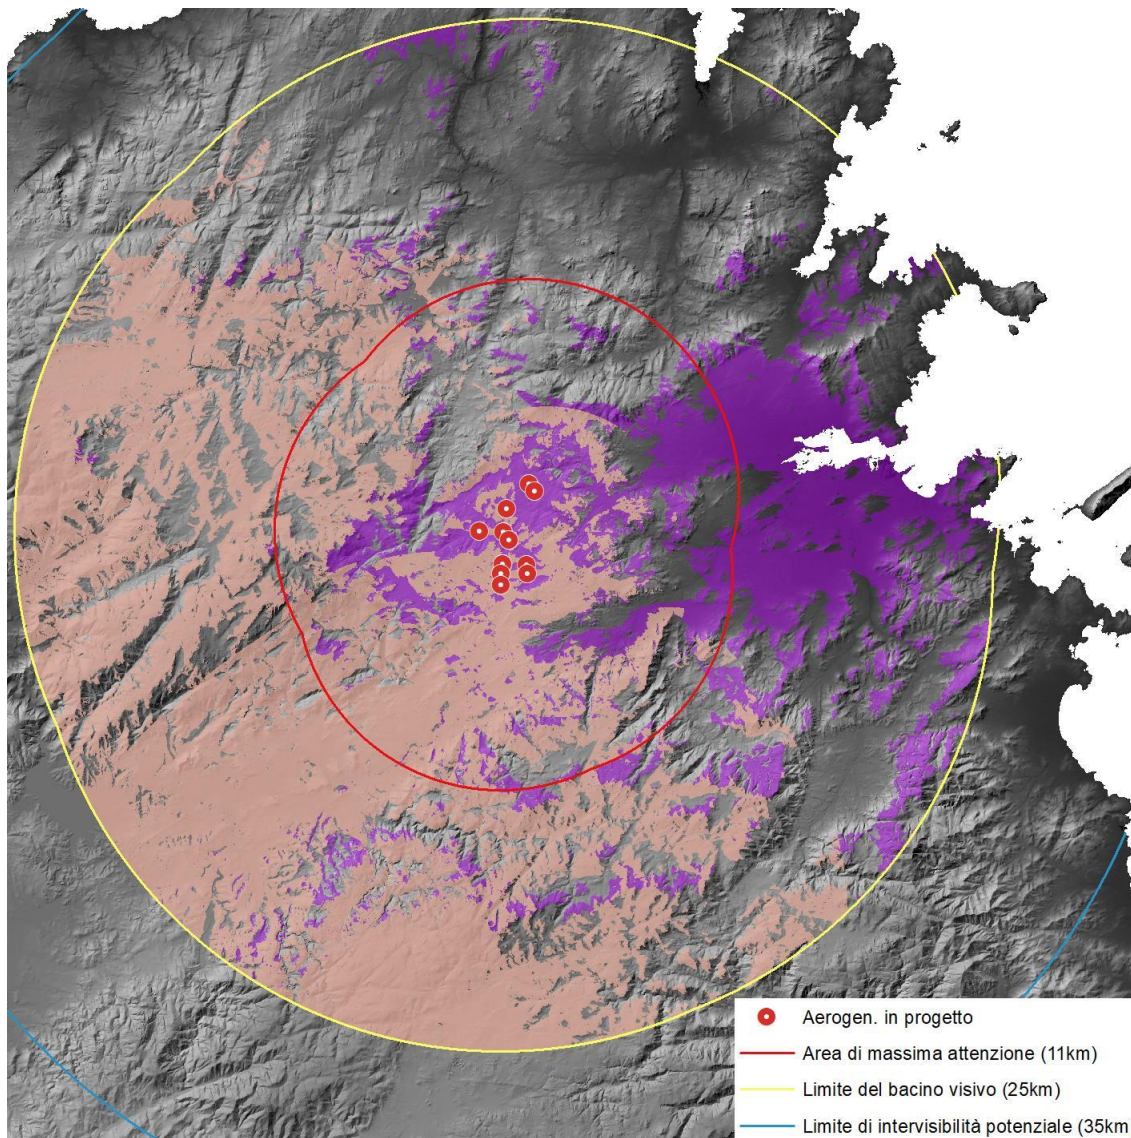 Aerogen. in progetto
Area di massima attenzione (11km)
Limite del bacino visivo (25km)
Limite di intervisibilità potenziale (35km